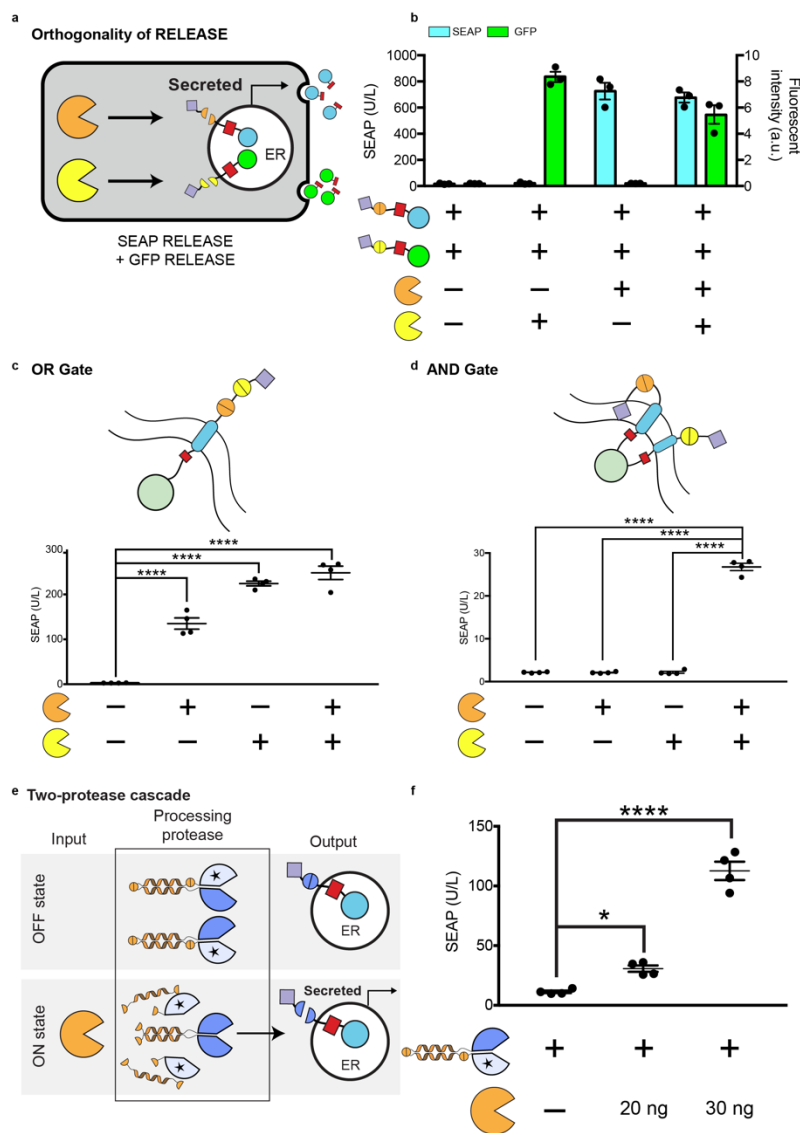 a
Orthogonality of RELEASE
Secreted
ER
SEAP RELEASE
+ GFP RELEASE
b
SEAP GFP
SEAP (U/L)
1000
800
600
400
200
0
10
8
6
4
2
0
Fluorescent
intensity (a.u.)
+ + + +
+ + + +
— — + +
— + — +
c
OR Gate
SEAP (U/L)
300
200
100
0
****
****
****
— + — +
— — + +
d
AND Gate
SEAP (U/L)
30
20
10
0
****
****
****
— + — +
— — + +
e
Two-protease cascade
Input
Processing
protease
Output
OFF state
ER
ON state
Secreted
ER
f
SEAP (U/L)
150
100
50
0
****
*
+ + +
— 20 ng 30 ng